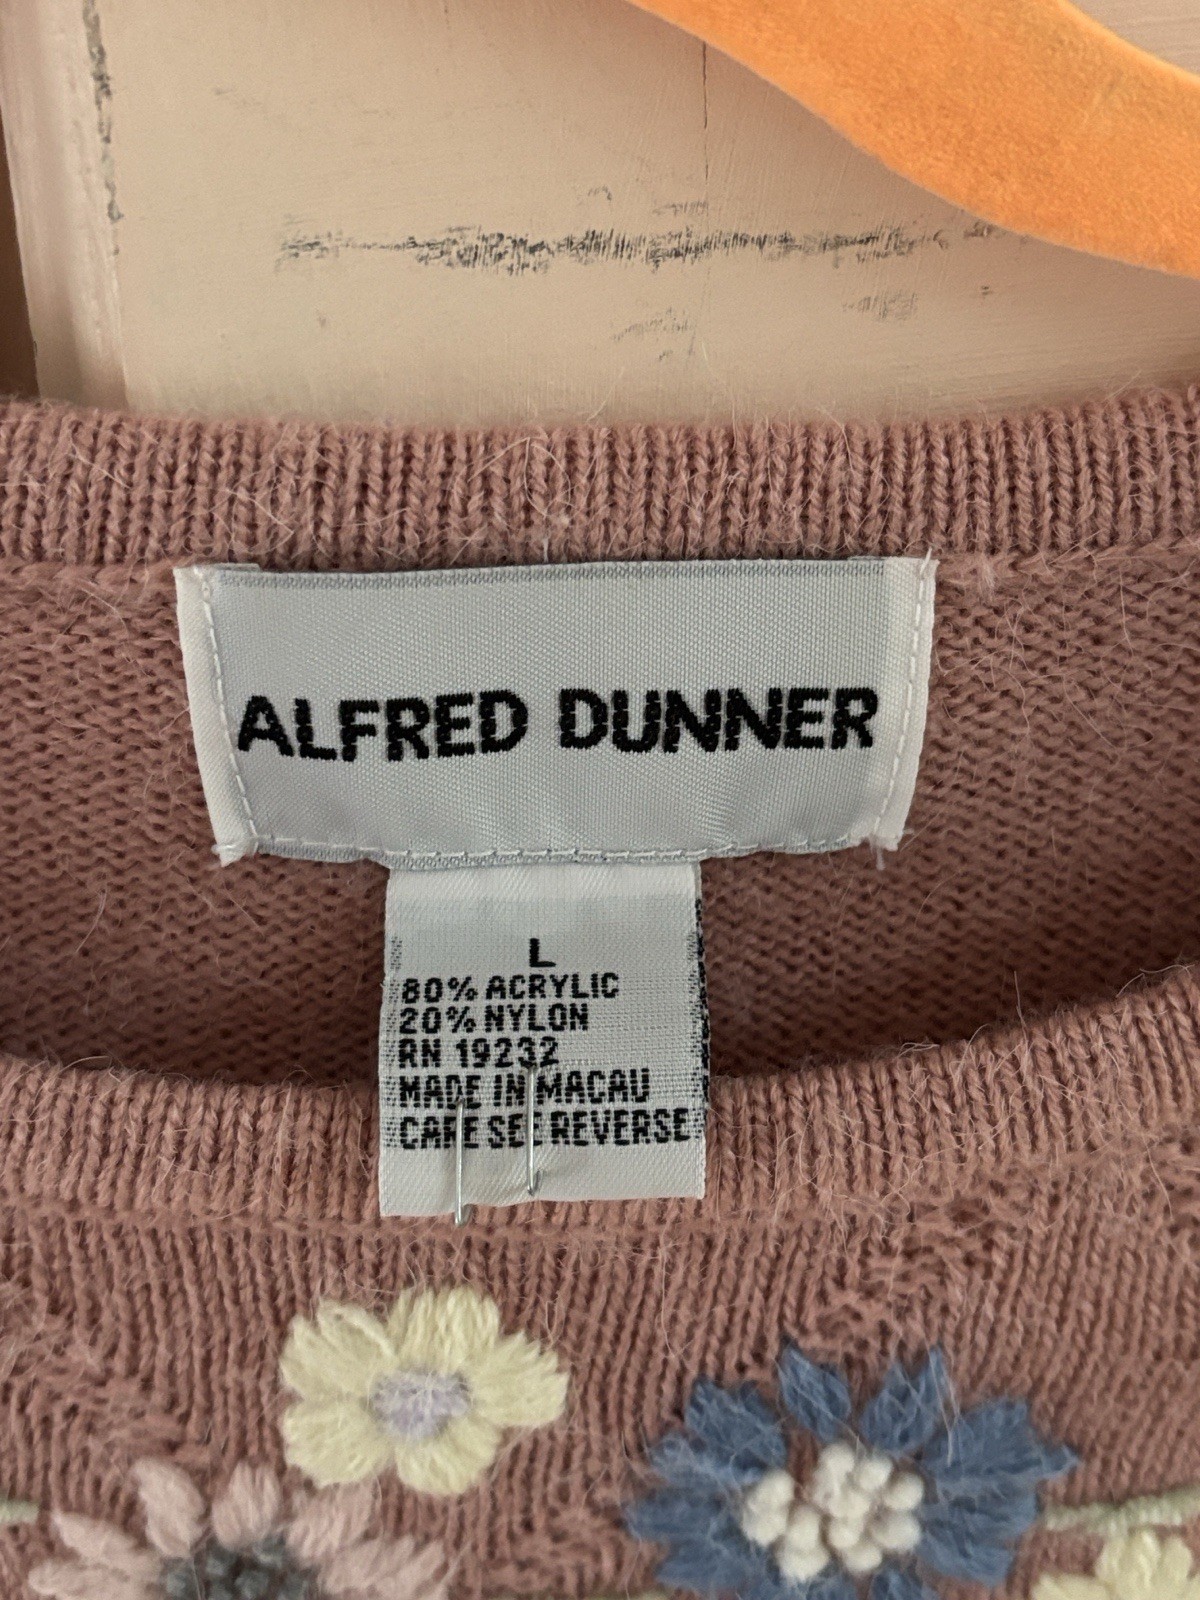 ALFRED DUNNER
L
80% ACRYLIC
20% NYLON
RN 19232
MADE IN MACAU
CARE SEE REVERSE